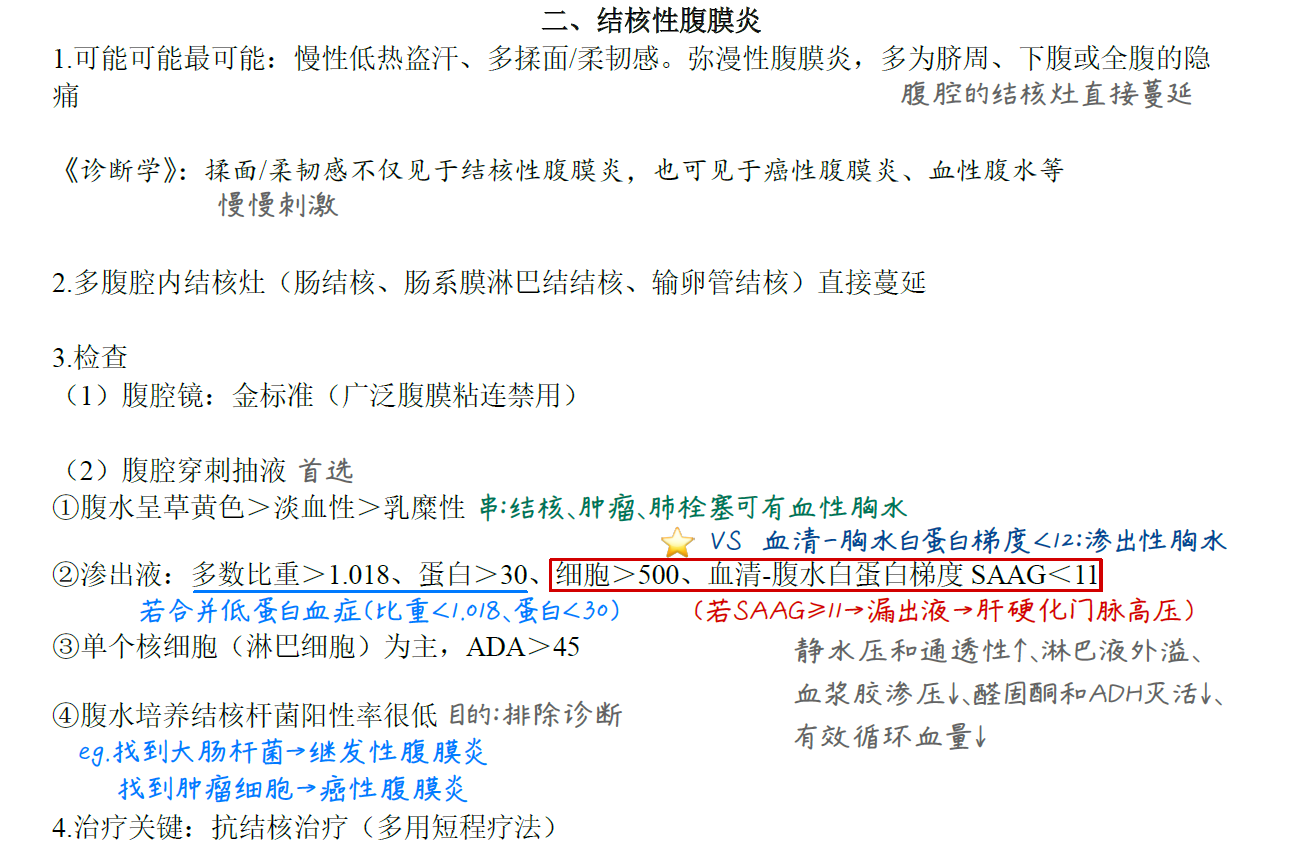 二、结核性腹膜炎
1.可能可能最可能：慢性低热盗汗、多揉面/柔韧感。弥漫性腹膜炎，多为脐周、下腹或全腹的隐
痛
腹腔的结核灶直接蔓延
《诊断学》：揉面/柔韧感不仅见于结核性腹膜炎，也可见于癌性腹膜炎、血性腹水等
慢慢刺激
2.多腹腔内结核灶（肠结核、肠系膜淋巴结结核、输卵管结核）直接蔓延
3.检查
（1）腹腔镜：金标准（广泛腹膜粘连禁用）
（2）腹腔穿刺抽液 首选
①腹水呈草黄色＞淡血性＞乳糜性 串:结核、肿瘤、肺栓塞可有血性胸水
⭐ VS 血清-胸水白蛋白梯度<12:渗出性胸水
②渗出液：多数比重＞1.018、蛋白＞30、细胞＞500、血清-腹水白蛋白梯度 SAAG＜11
若合并低蛋白血症(比重<1.018、蛋白<30) (若SAAG≥11→漏出液→肝硬化门脉高压)
③单个核细胞（淋巴细胞）为主，ADA＞45
静水压和通透性↑、淋巴液外溢、
血浆胶渗压↓、醛固酮和ADH灭活↓、
有效循环血量↓
④腹水培养结核杆菌阳性率很低 目的:排除诊断
eg.找到大肠杆菌→继发性腹膜炎
找到肿瘤细胞→癌性腹膜炎
4.治疗关键：抗结核治疗（多用短程疗法）